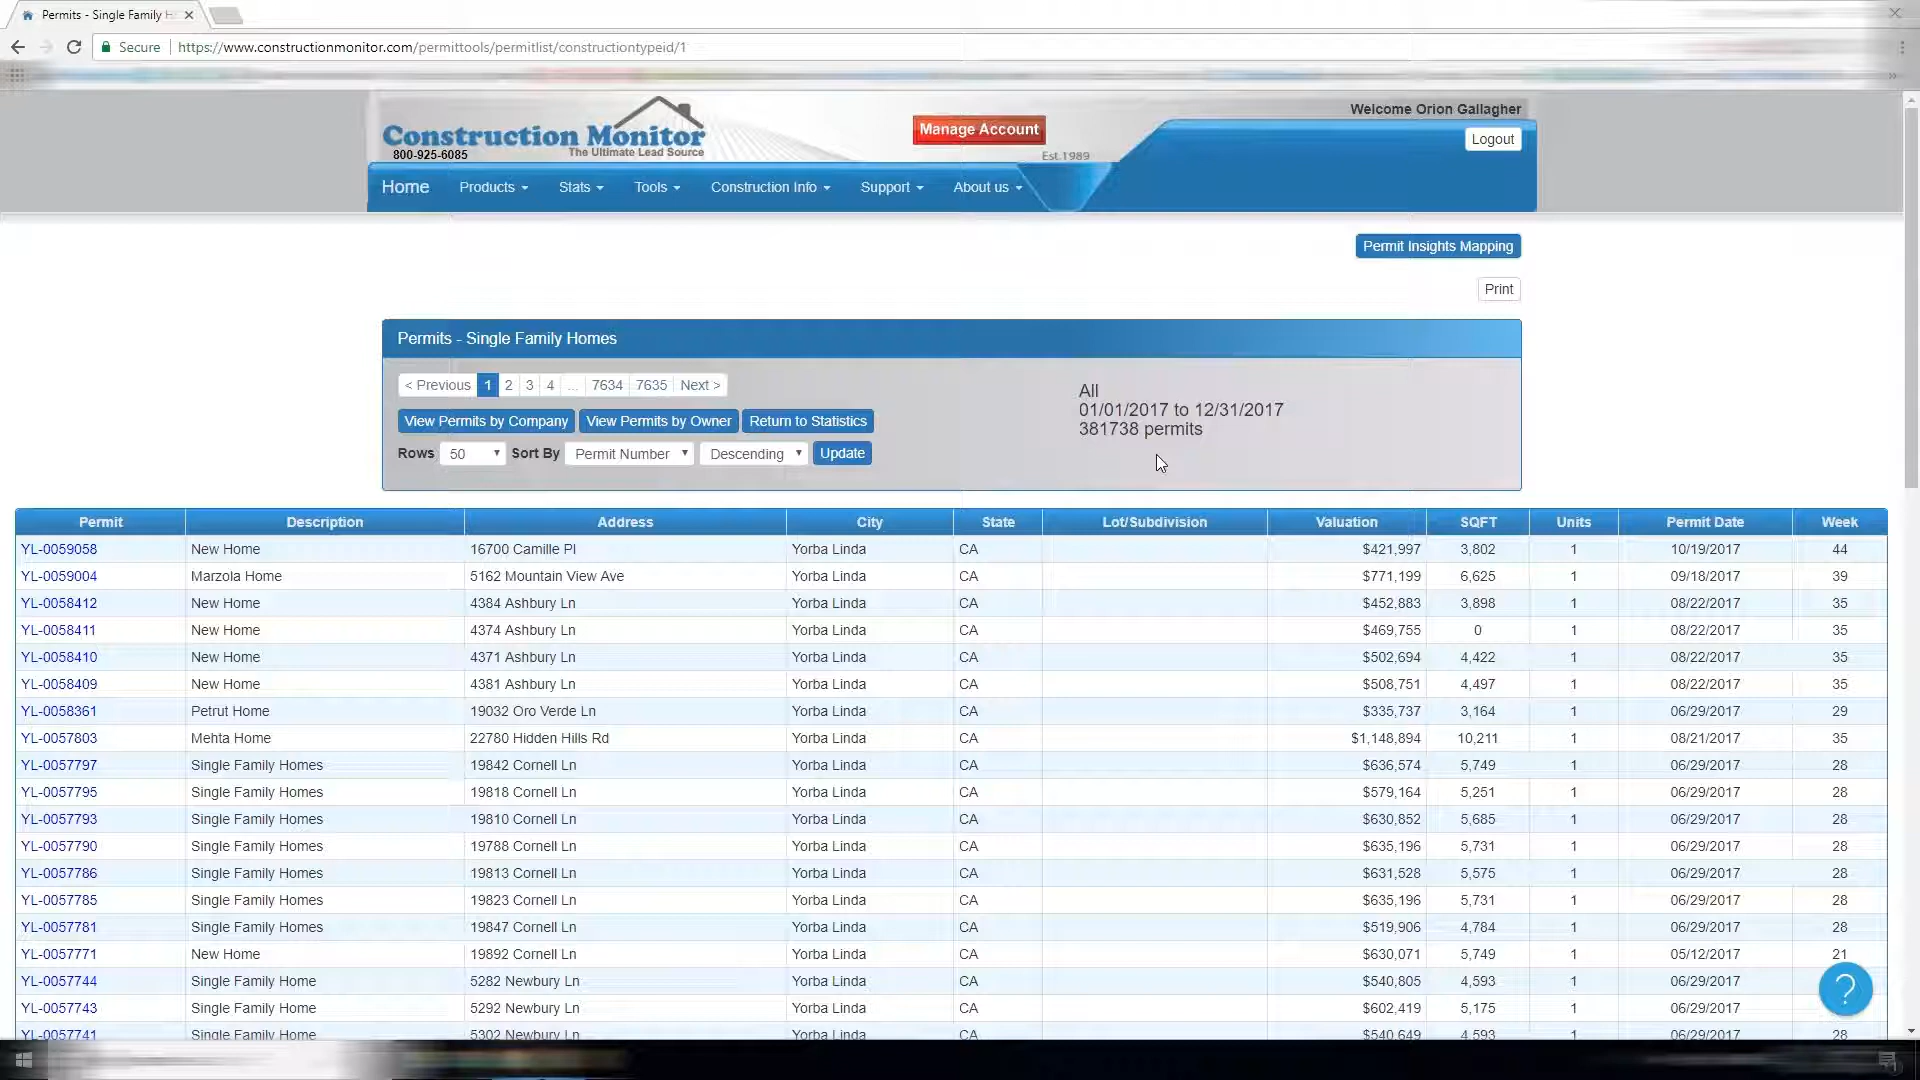 Permits - Single Family H
Secure https://www.constructionmonitor.com/permittools/permitlist/constructiontypeid/1
Construction Monitor
800-925-6085 The Ultimate Lead Source
Manage Account
Est.1989
Welcome Orion Gallagher
Logout
Home Products Stats Tools Construction Info Support About us
Permit Insights Mapping
Print
Permits - Single Family Homes
< Previous 1 2 3 4 ... 7634 7635 Next >
View Permits by Company View Permits by Owner Return to Statistics
Rows 50 Sort By Permit Number Descending Update
All
01/01/2017 to 12/31/2017
381738 permits
Permit Description Address City State Lot/Subdivision Valuation SQFT Units Permit Date Week
YL-0059058 New Home 16700 Camille Pl Yorba Linda CA $421,997 3,802 1 10/19/2017 44
YL-0059004 Marzola Home 5162 Mountain View Ave Yorba Linda CA $771,199 6,625 1 09/18/2017 39
YL-0058412 New Home 4384 Ashbury Ln Yorba Linda CA $452,883 3,898 1 08/22/2017 35
YL-0058411 New Home 4374 Ashbury Ln Yorba Linda CA $469,755 0 1 08/22/2017 35
YL-0058410 New Home 4371 Ashbury Ln Yorba Linda CA $502,694 4,422 1 08/22/2017 35
YL-0058409 New Home 4381 Ashbury Ln Yorba Linda CA $508,751 4,497 1 08/22/2017 35
YL-0058361 Petrut Home 19032 Oro Verde Ln Yorba Linda CA $335,737 3,164 1 06/29/2017 29
YL-0057803 Mehta Home 22780 Hidden Hills Rd Yorba Linda CA $1,148,894 10,211 1 08/21/2017 35
YL-0057797 Single Family Homes 19842 Cornell Ln Yorba Linda CA $636,574 5,749 1 06/29/2017 28
YL-0057795 Single Family Homes 19818 Cornell Ln Yorba Linda CA $579,164 5,251 1 06/29/2017 28
YL-0057793 Single Family Homes 19810 Cornell Ln Yorba Linda CA $630,852 5,685 1 06/29/2017 28
YL-0057790 Single Family Homes 19788 Cornell Ln Yorba Linda CA $635,196 5,731 1 06/29/2017 28
YL-0057786 Single Family Homes 19813 Cornell Ln Yorba Linda CA $631,528 5,575 1 06/29/2017 28
YL-0057785 Single Family Homes 19823 Cornell Ln Yorba Linda CA $635,196 5,731 1 06/29/2017 28
YL-0057781 Single Family Homes 19847 Cornell Ln Yorba Linda CA $519,906 4,784 1 06/29/2017 28
YL-0057771 New Home 19892 Cornell Ln Yorba Linda CA $630,071 5,749 1 05/12/2017 21
YL-0057744 Single Family Home 5282 Newbury Ln Yorba Linda CA $540,805 4,593 1 06/29/2017
YL-0057743 Single Family Home 5292 Newbury Ln Yorba Linda CA $602,419 5,175 1 06/29/2017 28
YL-0057741 Single Family Home 5302 Newbury Ln Yorba Linda CA $540,649 4,593 1 06/29/2017 28
?